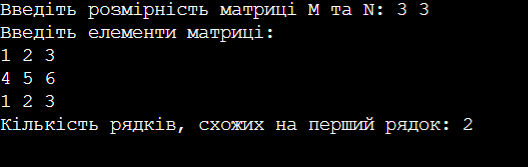 Введіть розмірність матриці M та N: 3 3
Введіть елементи матриці:
1 2 3
4 5 6
1 2 3
Кількість рядків, схожих на перший рядок: 2